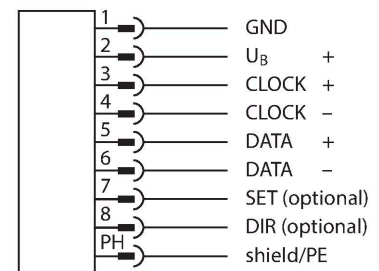 1 GND
2 UB +
3 CLOCK +
4 CLOCK –
5 DATA +
6 DATA –
7 SET (optional)
8 DIR (optional)
PH shield/PE